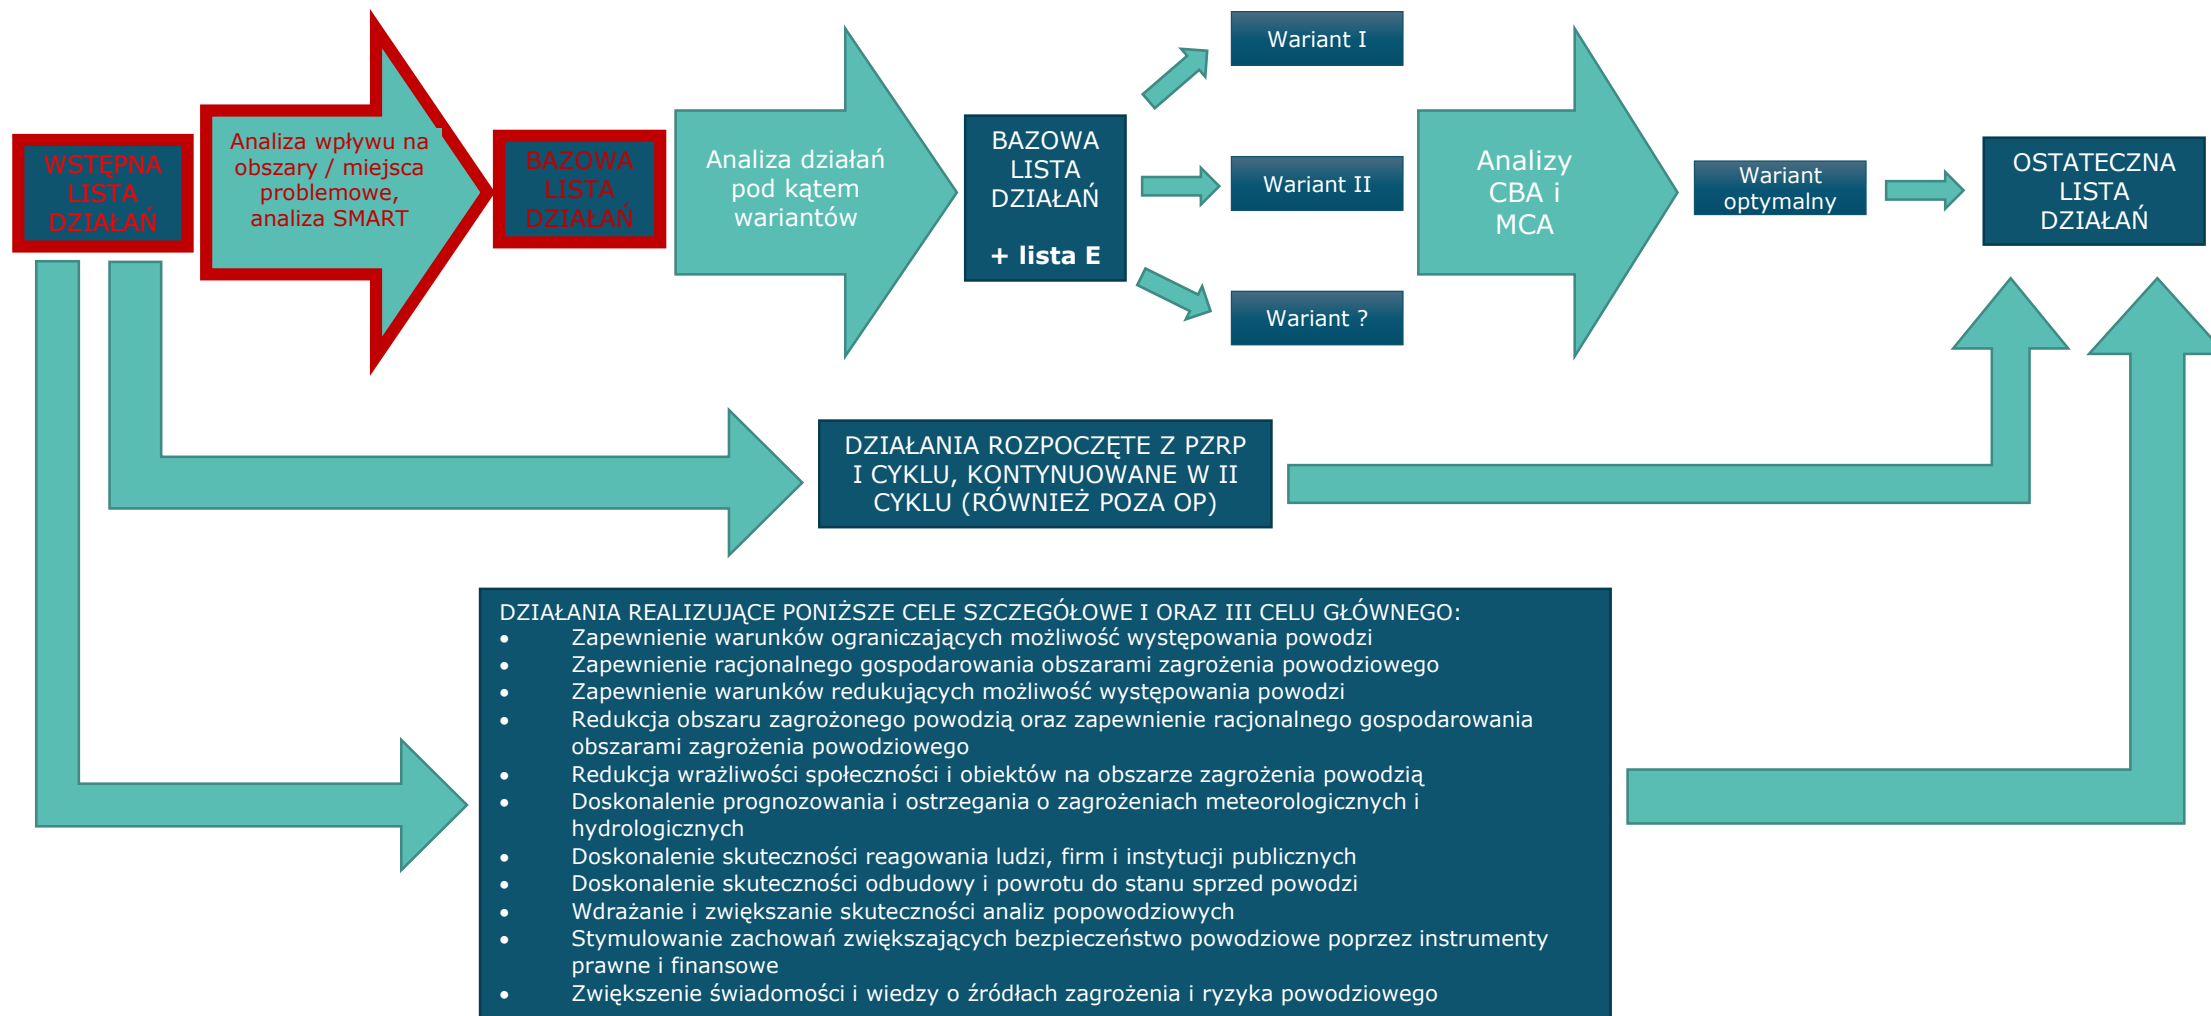 WSTĘPNA
LISTA
DZIAŁAŃ
Analiza wpływu na
obszary / miejsca
problemowe,
analiza SMART
BAZOWA
LISTA
DZIAŁAŃ
Analiza działań
pod kątem
wariantów
BAZOWA
LISTA
DZIAŁAŃ
+ lista E
Wariant I
Wariant II
Wariant ?
Analizy
CBA i
MCA
Wariant
optymalny
OSTATECZNA
LISTA
DZIAŁAŃ
DZIAŁANIA ROZPOCZĘTE Z PZRP
I CYKLU, KONTYNUOWANE W II
CYKLU (RÓWNIEŻ POZA OP)
DZIAŁANIA REALIZUJĄCE PONIŻSZE CELE SZCZEGÓŁOWE I ORAZ III CELU GŁÓWNEGO:
• Zapewnienie warunków ograniczających możliwość występowania powodzi
• Zapewnienie racjonalnego gospodarowania obszarami zagrożenia powodziowego
• Zapewnienie warunków redukujących możliwość występowania powodzi
• Redukcja obszaru zagrożonego powodzią oraz zapewnienie racjonalnego gospodarowania
obszarami zagrożenia powodziowego
• Redukcja wrażliwości społeczności i obiektów na obszarze zagrożenia powodzią
• Doskonalenie prognozowania i ostrzegania o zagrożeniach meteorologicznych i
hydrologicznych
• Doskonalenie skuteczności reagowania ludzi, firm i instytucji publicznych
• Doskonalenie skuteczności odbudowy i powrotu do stanu sprzed powodzi
• Wdrażanie i zwiększanie skuteczności analiz popowodziowych
• Stymulowanie zachowań zwiększających bezpieczeństwo powodziowe poprzez instrumenty
prawne i finansowe
• Zwiększenie świadomości i wiedzy o źródłach zagrożenia i ryzyka powodziowego